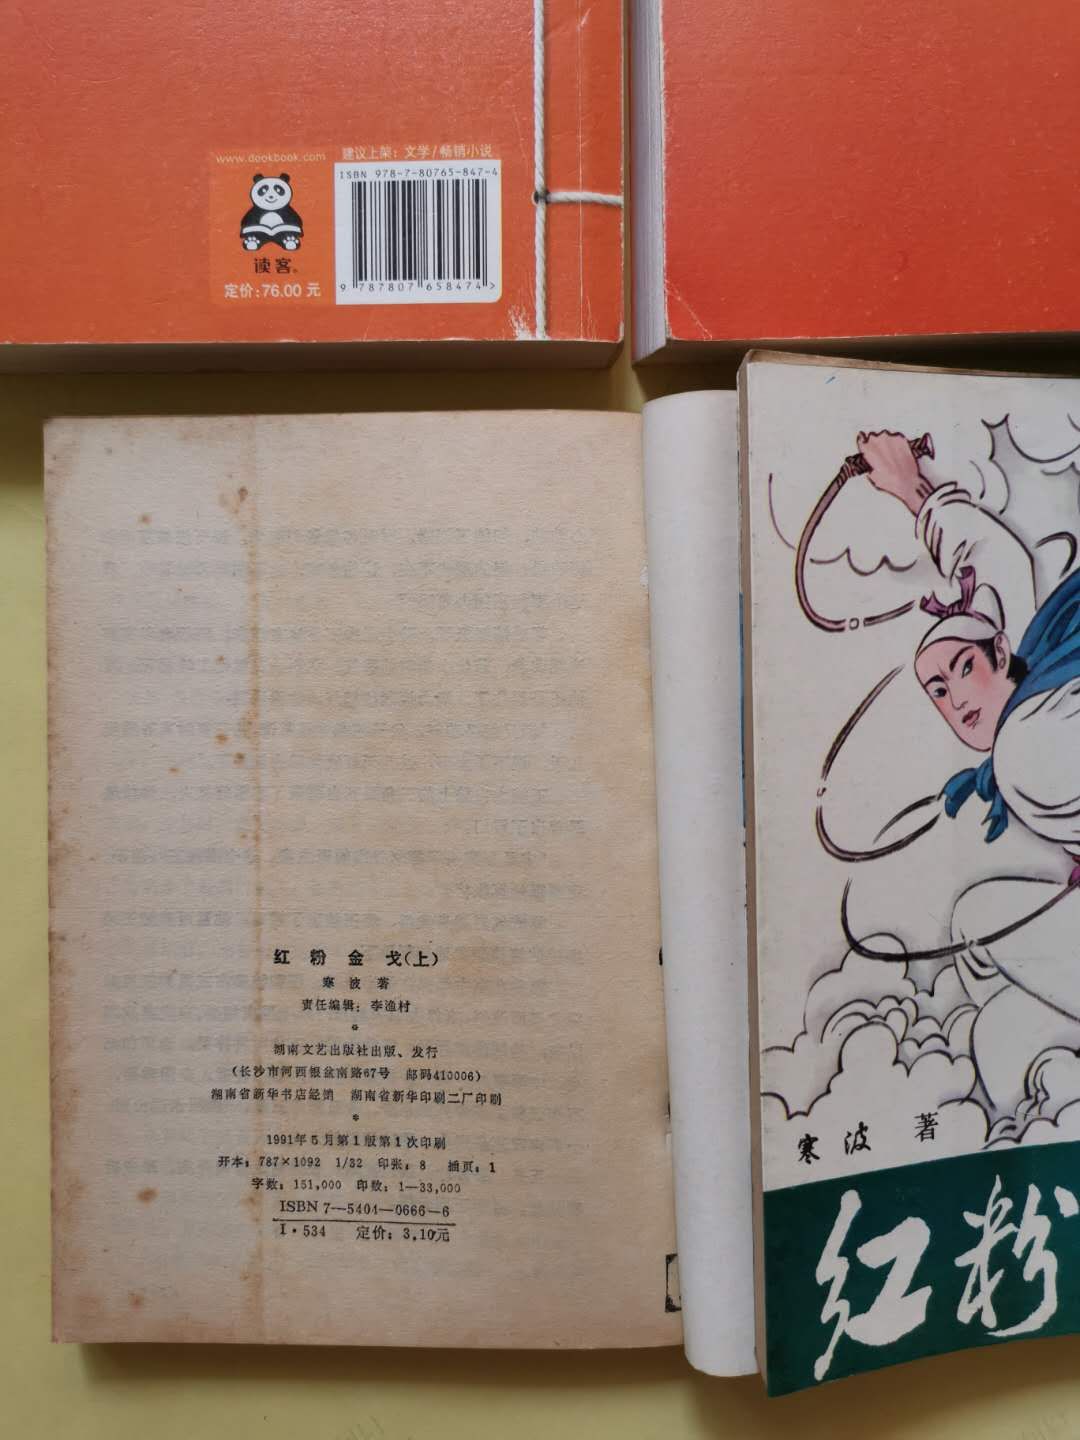 www.dookbook.com
建议上架：文学/畅销小说
ISBN 978-7-80765-847-4
9 787807 658474 >
读客®
定价：76.00 元
红粉金戈（上）
寒波著
责任编辑：李渔村
*
湖南文艺出版社出版、发行
（长沙市河西银盆南路67号 邮码410006）
湖南省新华书店经销 湖南省新华印刷二厂印刷
*
1991年5月第1版第1次印刷
开本：787×1092 1/32 印张：8 插页：1
字数：151,000 印数：1—33,000
ISBN 7—5404—0666—6
I·534 定价：3.10元
寒波 著
红粉